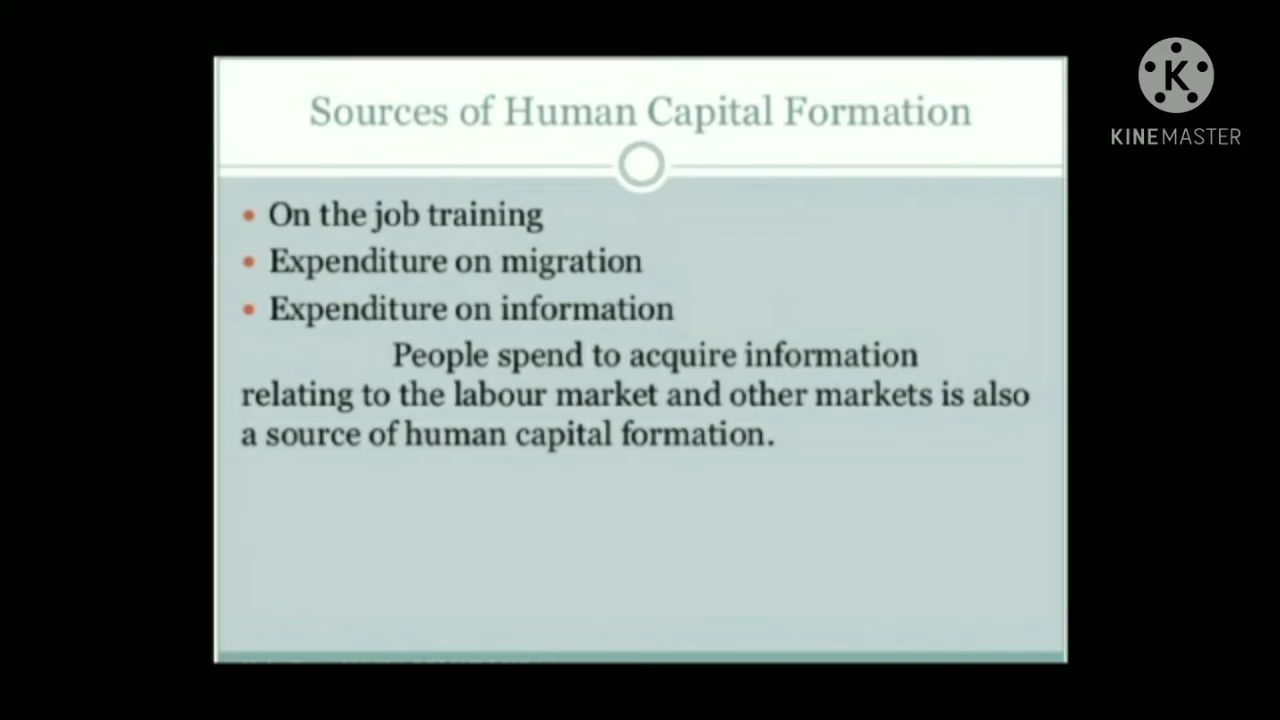 Sources of Human Capital Formation
K
KINEMASTER
• On the job training
• Expenditure on migration
• Expenditure on information
People spend to acquire information
relating to the labour market and other markets is also
a source of human capital formation.